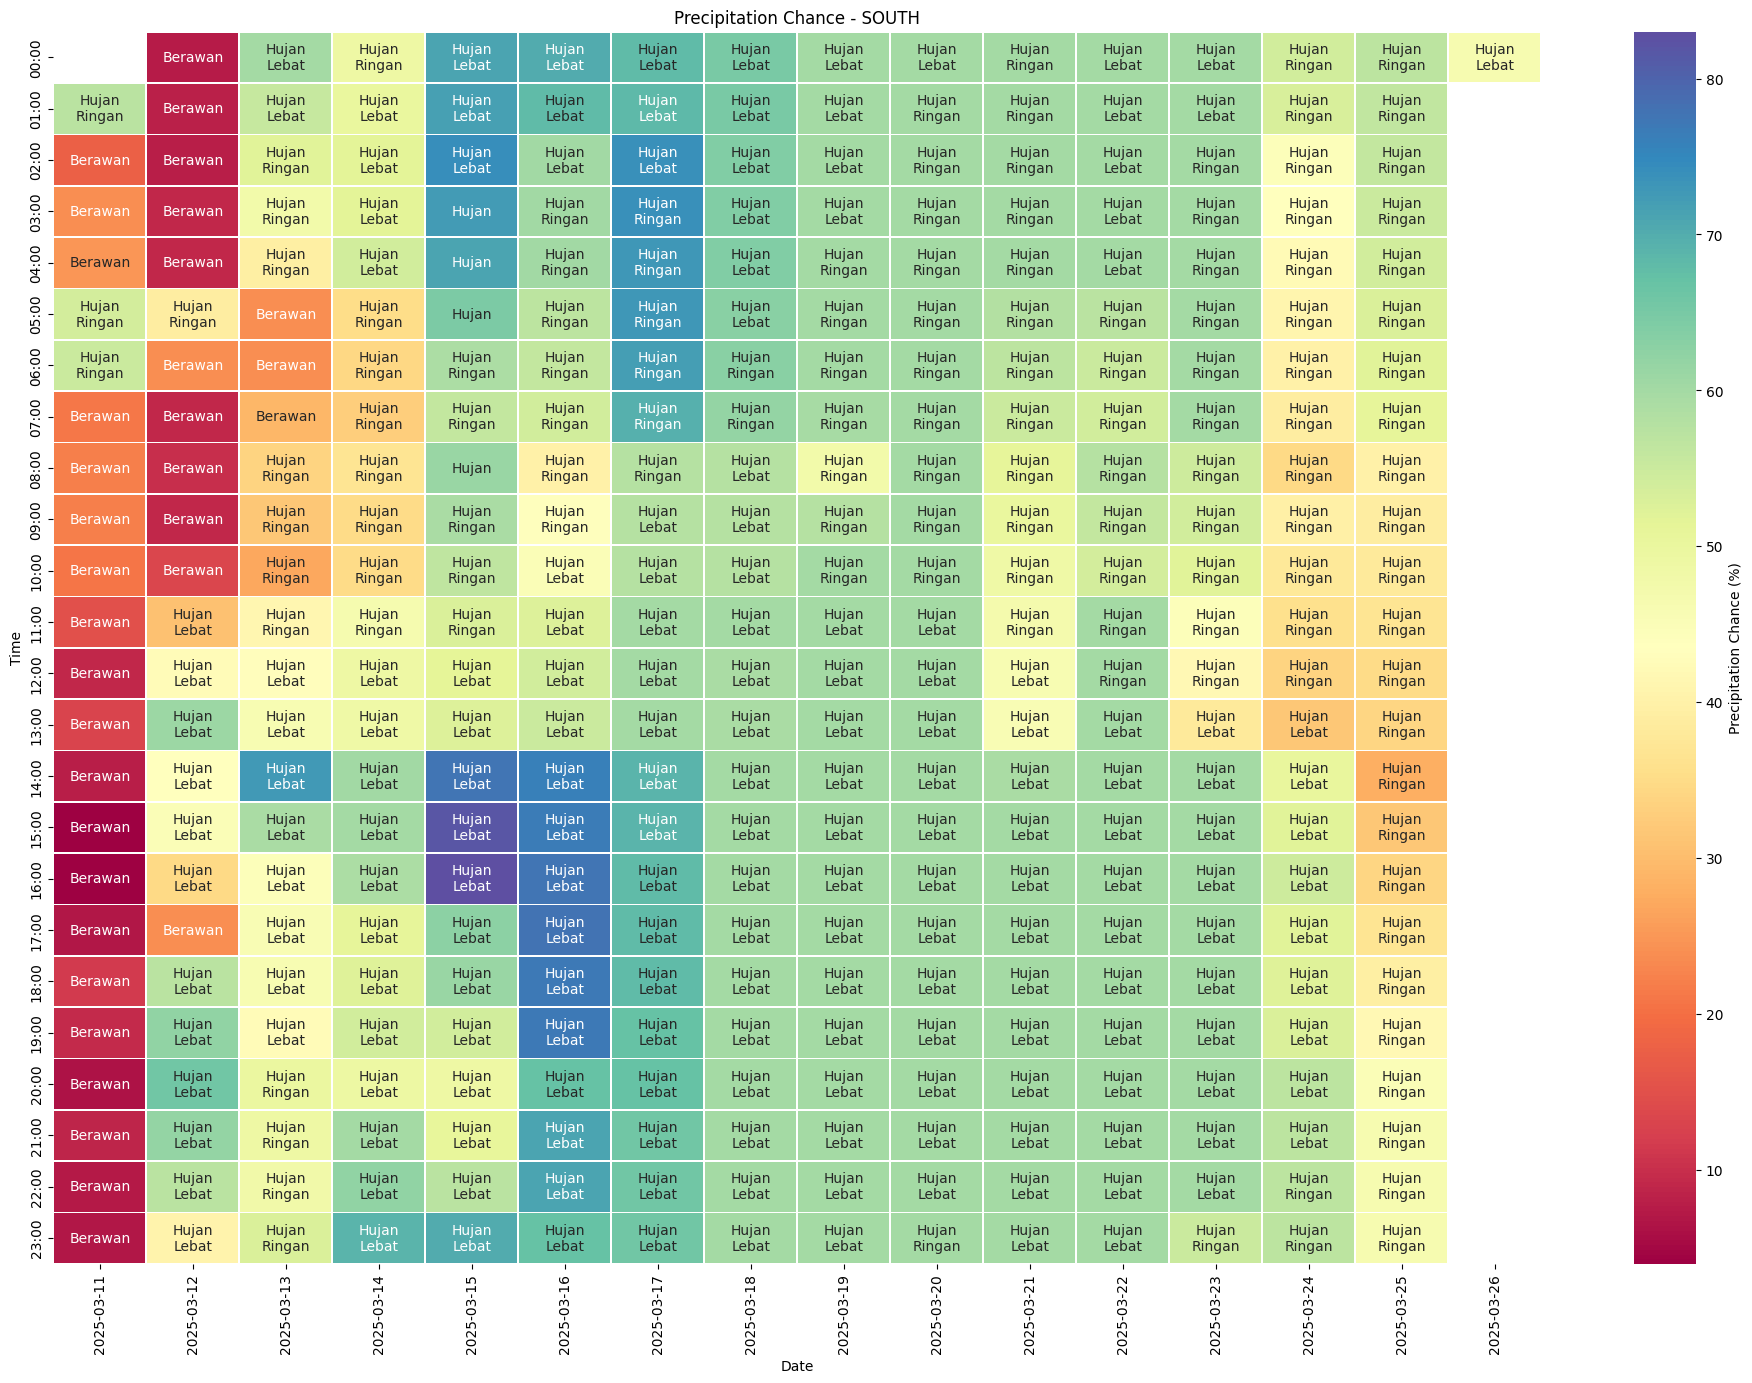 Precipitation Chance - SOUTH
00:00 Berawan Hujan Lebat Hujan Ringan Hujan Lebat Hujan Lebat Hujan Lebat Hujan Lebat Hujan Lebat Hujan Lebat Hujan Ringan Hujan Lebat Hujan Lebat Hujan Ringan Hujan Ringan Hujan Lebat
01:00 Hujan Ringan Berawan Hujan Lebat Hujan Lebat Hujan Lebat Hujan Lebat Hujan Lebat Hujan Lebat Hujan Lebat Hujan Ringan Hujan Ringan Hujan Lebat Hujan Lebat Hujan Ringan Hujan Ringan
02:00 Berawan Berawan Hujan Ringan Hujan Lebat Hujan Lebat Hujan Lebat Hujan Lebat Hujan Lebat Hujan Lebat Hujan Ringan Hujan Ringan Hujan Lebat Hujan Ringan Hujan Ringan Hujan Ringan
03:00 Berawan Berawan Hujan Ringan Hujan Lebat Hujan Hujan Ringan Hujan Ringan Hujan Lebat Hujan Lebat Hujan Ringan Hujan Ringan Hujan Lebat Hujan Ringan Hujan Ringan Hujan Ringan
04:00 Berawan Berawan Hujan Ringan Hujan Lebat Hujan Hujan Ringan Hujan Ringan Hujan Lebat Hujan Ringan Hujan Ringan Hujan Ringan Hujan Lebat Hujan Ringan Hujan Ringan Hujan Ringan
05:00 Hujan Ringan Hujan Ringan Berawan Hujan Ringan Hujan Hujan Ringan Hujan Ringan Hujan Lebat Hujan Ringan Hujan Ringan Hujan Ringan Hujan Ringan Hujan Ringan Hujan Ringan Hujan Ringan
06:00 Hujan Ringan Berawan Berawan Hujan Ringan Hujan Ringan Hujan Ringan Hujan Ringan Hujan Ringan Hujan Ringan Hujan Ringan Hujan Ringan Hujan Ringan Hujan Ringan Hujan Ringan Hujan Ringan
07:00 Berawan Berawan Berawan Hujan Ringan Hujan Ringan Hujan Ringan Hujan Ringan Hujan Ringan Hujan Ringan Hujan Ringan Hujan Ringan Hujan Ringan Hujan Ringan Hujan Ringan Hujan Ringan
08:00 Berawan Berawan Hujan Ringan Hujan Ringan Hujan Hujan Ringan Hujan Ringan Hujan Lebat Hujan Ringan Hujan Ringan Hujan Ringan Hujan Ringan Hujan Ringan Hujan Ringan Hujan Ringan
09:00 Berawan Berawan Hujan Ringan Hujan Ringan Hujan Ringan Hujan Ringan Hujan Lebat Hujan Lebat Hujan Ringan Hujan Ringan Hujan Ringan Hujan Ringan Hujan Ringan Hujan Ringan Hujan Ringan
10:00 Berawan Berawan Hujan Ringan Hujan Ringan Hujan Ringan Hujan Lebat Hujan Lebat Hujan Lebat Hujan Ringan Hujan Ringan Hujan Ringan Hujan Ringan Hujan Ringan Hujan Ringan Hujan Ringan
11:00 Berawan Hujan Lebat Hujan Ringan Hujan Ringan Hujan Ringan Hujan Lebat Hujan Lebat Hujan Lebat Hujan Lebat Hujan Lebat Hujan Ringan Hujan Ringan Hujan Ringan Hujan Ringan Hujan Ringan
12:00 Berawan Hujan Lebat Hujan Lebat Hujan Lebat Hujan Lebat Hujan Lebat Hujan Lebat Hujan Lebat Hujan Lebat Hujan Lebat Hujan Lebat Hujan Ringan Hujan Ringan Hujan Ringan Hujan Ringan
13:00 Berawan Hujan Lebat Hujan Lebat Hujan Lebat Hujan Lebat Hujan Lebat Hujan Lebat Hujan Lebat Hujan Lebat Hujan Lebat Hujan Lebat Hujan Lebat Hujan Lebat Hujan Lebat Hujan Ringan
14:00 Berawan Hujan Lebat Hujan Lebat Hujan Lebat Hujan Lebat Hujan Lebat Hujan Lebat Hujan Lebat Hujan Lebat Hujan Lebat Hujan Lebat Hujan Lebat Hujan Lebat Hujan Lebat Hujan Ringan
15:00 Berawan Hujan Lebat Hujan Lebat Hujan Lebat Hujan Lebat Hujan Lebat Hujan Lebat Hujan Lebat Hujan Lebat Hujan Lebat Hujan Lebat Hujan Lebat Hujan Lebat Hujan Lebat Hujan Ringan
16:00 Berawan Hujan Lebat Hujan Lebat Hujan Lebat Hujan Lebat Hujan Lebat Hujan Lebat Hujan Lebat Hujan Lebat Hujan Lebat Hujan Lebat Hujan Lebat Hujan Lebat Hujan Lebat Hujan Ringan
17:00 Berawan Berawan Hujan Lebat Hujan Lebat Hujan Lebat Hujan Lebat Hujan Lebat Hujan Lebat Hujan Lebat Hujan Lebat Hujan Lebat Hujan Lebat Hujan Lebat Hujan Lebat Hujan Ringan
18:00 Berawan Hujan Lebat Hujan Lebat Hujan Lebat Hujan Lebat Hujan Lebat Hujan Lebat Hujan Lebat Hujan Lebat Hujan Lebat Hujan Lebat Hujan Lebat Hujan Lebat Hujan Lebat Hujan Ringan
19:00 Berawan Hujan Lebat Hujan Lebat Hujan Lebat Hujan Lebat Hujan Lebat Hujan Lebat Hujan Lebat Hujan Lebat Hujan Lebat Hujan Lebat Hujan Lebat Hujan Lebat Hujan Lebat Hujan Ringan
20:00 Berawan Hujan Lebat Hujan Ringan Hujan Lebat Hujan Lebat Hujan Lebat Hujan Lebat Hujan Lebat Hujan Lebat Hujan Lebat Hujan Lebat Hujan Lebat Hujan Lebat Hujan Lebat Hujan Ringan
21:00 Berawan Hujan Lebat Hujan Ringan Hujan Lebat Hujan Lebat Hujan Lebat Hujan Lebat Hujan Lebat Hujan Lebat Hujan Lebat Hujan Lebat Hujan Lebat Hujan Lebat Hujan Lebat Hujan Ringan
22:00 Berawan Hujan Lebat Hujan Ringan Hujan Lebat Hujan Lebat Hujan Lebat Hujan Lebat Hujan Lebat Hujan Lebat Hujan Lebat Hujan Lebat Hujan Lebat Hujan Lebat Hujan Ringan Hujan Ringan
23:00 Berawan Hujan Lebat Hujan Ringan Hujan Lebat Hujan Lebat Hujan Lebat Hujan Lebat Hujan Lebat Hujan Lebat Hujan Ringan Hujan Lebat Hujan Lebat Hujan Ringan Hujan Ringan Hujan Ringan
Time
2025-03-11 2025-03-12 2025-03-13 2025-03-14 2025-03-15 2025-03-16 2025-03-17 2025-03-18 2025-03-19 2025-03-20 2025-03-21 2025-03-22 2025-03-23 2025-03-24 2025-03-25 2025-03-26
Date
80
70
60
50
40
30
20
10
Precipitation Chance (%)